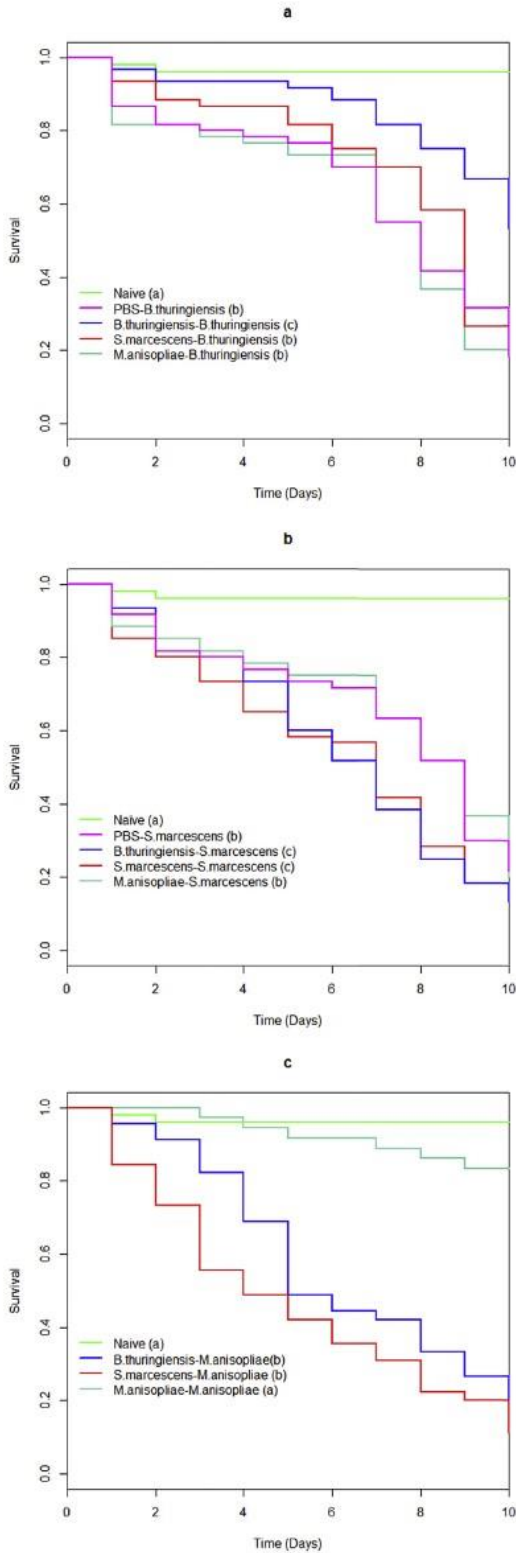 a
1.0
0.8
0.6
0.4
0.2
0.0
Survival
Naive (a)
PBS-B.thuringiensis (b)
B.thuringiensis-B.thuringiensis (c)
S.marcescens-B.thuringiensis (b)
M.anisopliae-B.thuringiensis (b)
0 2 4 6 8 10
Time (Days)
b
1.0
0.8
0.6
0.4
0.2
0.0
Survival
Naive (a)
PBS-S.marcescens (b)
B.thuringiensis-S.marcescens (c)
S.marcescens-S.marcescens (c)
M.anisopliae-S.marcescens (b)
0 2 4 6 8 10
Time (Days)
c
1.0
0.8
0.6
0.4
0.2
0.0
Survival
Naive (a)
B.thuringiensis-M.anisopliae(b)
S.marcescens-M.anisopliae (b)
M.anisopliae-M.anisopliae (a)
0 2 4 6 8 10
Time (Days)